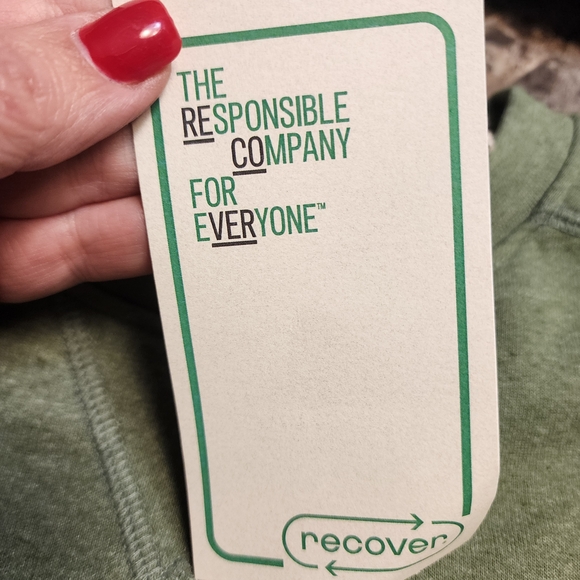 THE
RESPONSIBLE
COMPANY
FOR
EVERYONE™
recover